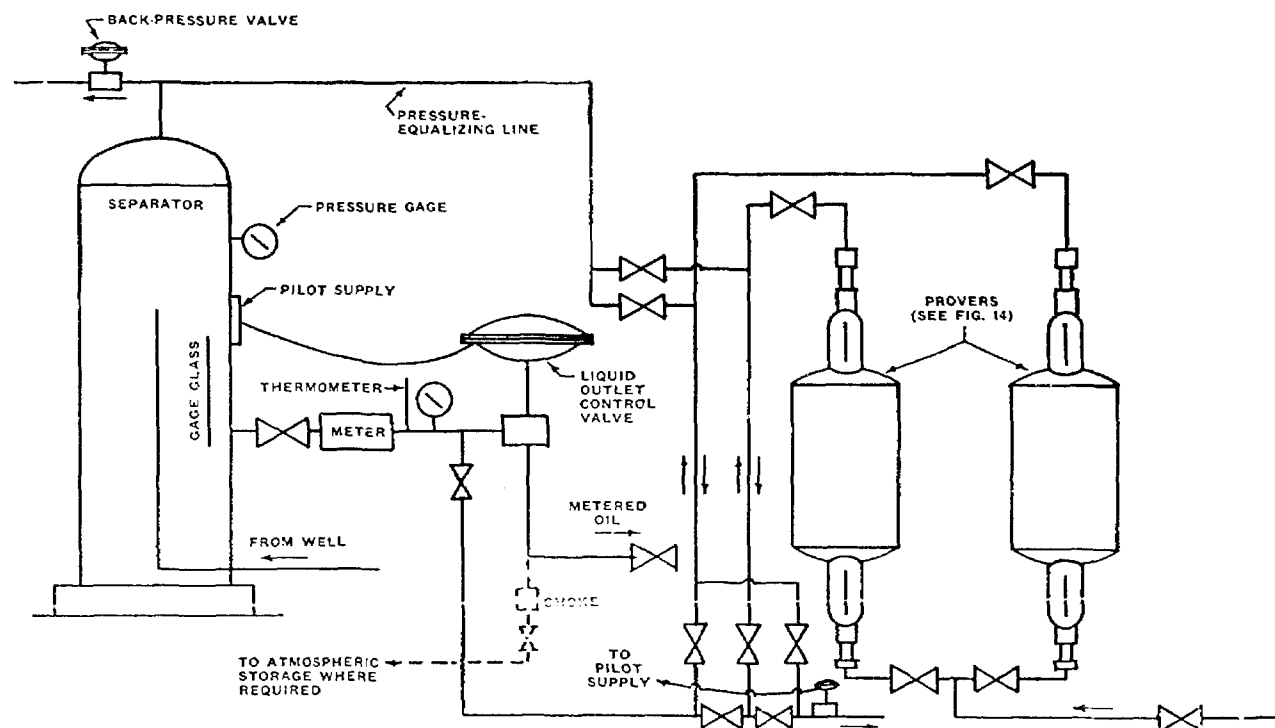 BACK-PRESSURE VALVE
PRESSURE-
EQUALIZING LINE
SEPARATOR
PRESSURE GAGE
PILOT SUPPLY
PROVERS
(SEE FIG. 14)
GAGE GLASS
THERMOMETER
LIQUID
OUTLET
CONTROL
VALVE
METER
METERED
OIL
FROM WELL
TO ATMOSPHERIC
STORAGE WHERE
REQUIRED
TO
PILOT
SUPPLY